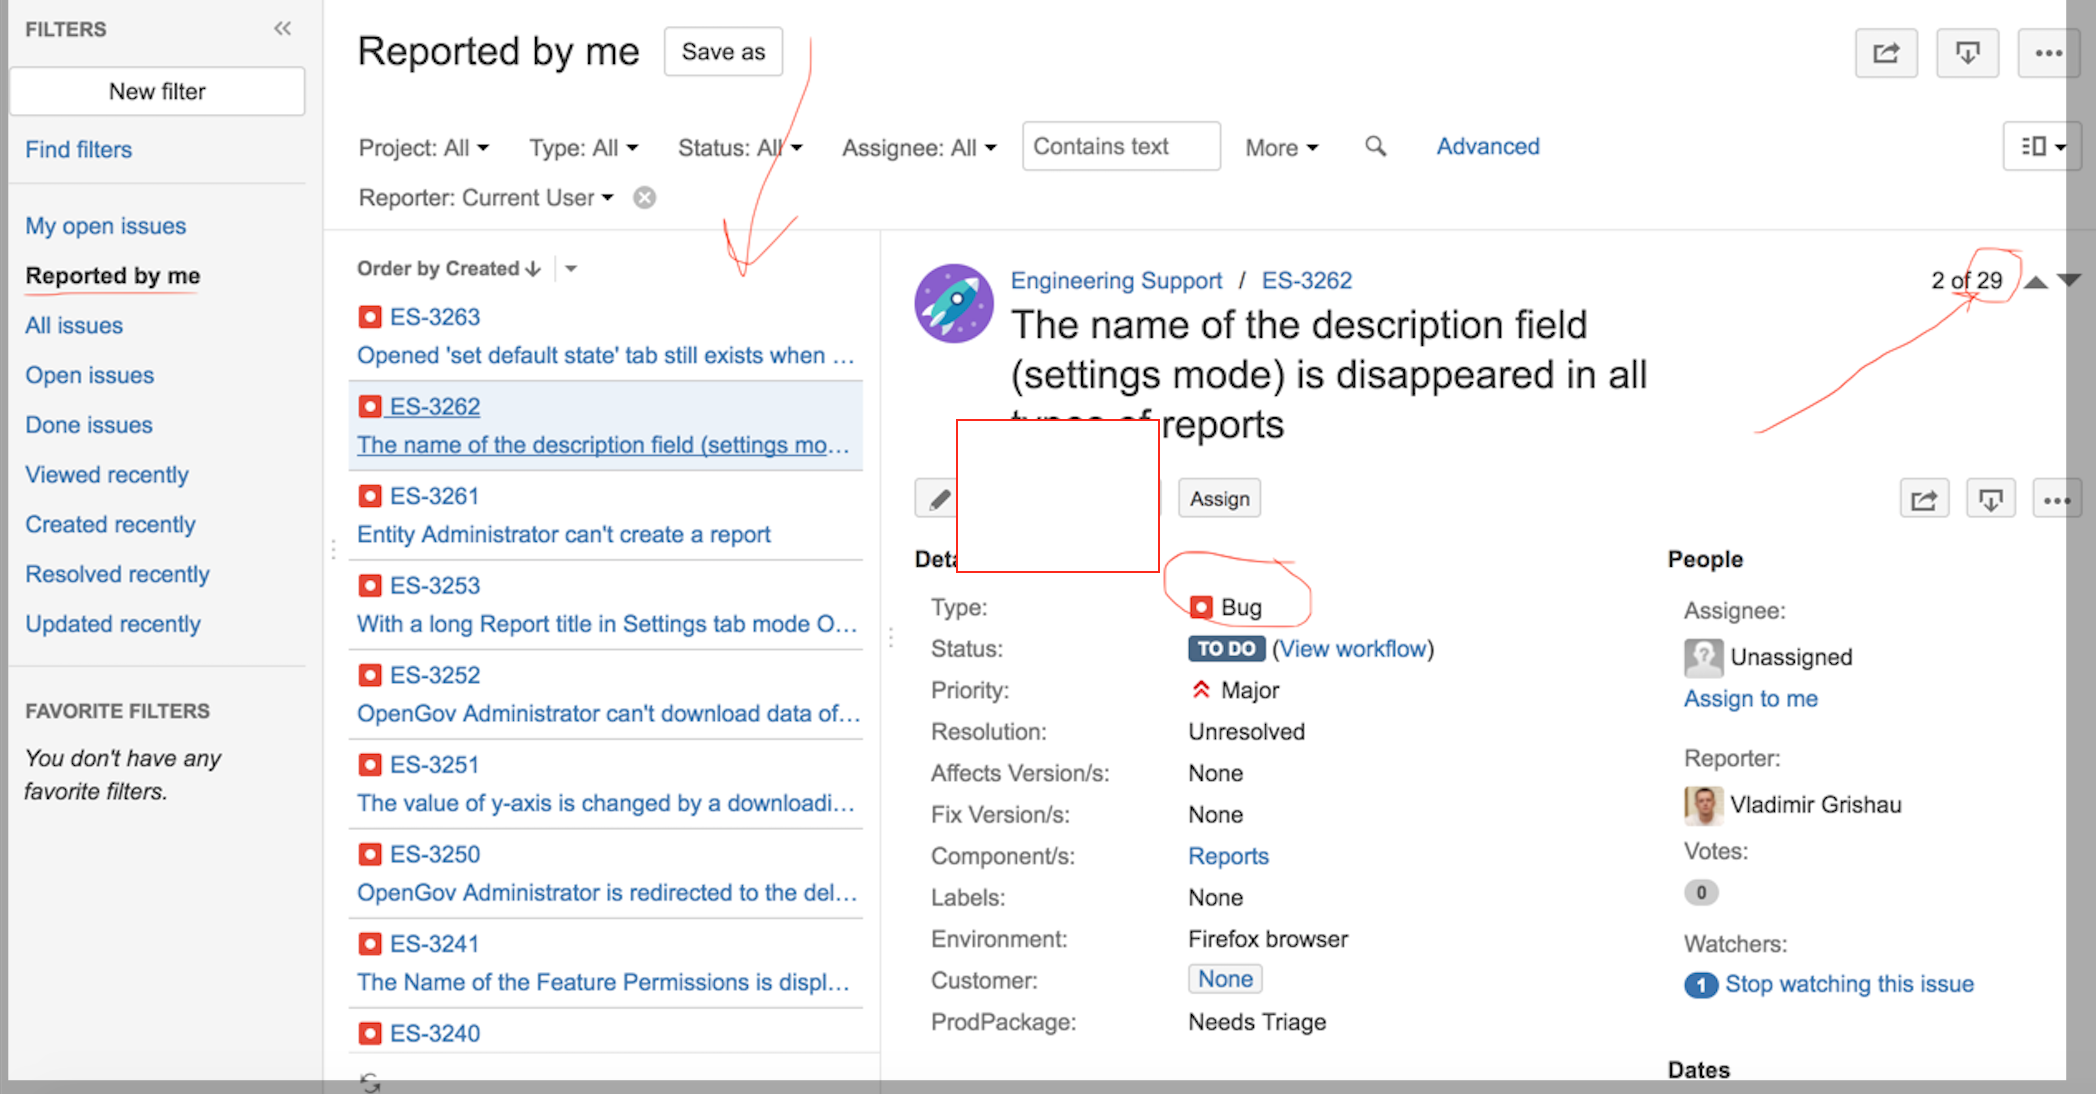 FILTERS
New filter
Find filters
My open issues
Reported by me
All issues
Open issues
Done issues
Viewed recently
Created recently
Resolved recently
Updated recently
FAVORITE FILTERS
You don't have any
favorite filters.
Reported by me Save as
Project: All Type: All Status: All Assignee: All Contains text More Advanced
Reporter: Current User
Order by Created
ES-3263
Opened 'set default state' tab still exists when ...
ES-3262
The name of the description field (settings mo...
ES-3261
Entity Administrator can't create a report
ES-3253
With a long Report title in Settings tab mode O...
ES-3252
OpenGov Administrator can't download data of...
ES-3251
The value of y-axis is changed by a downloadi...
ES-3250
OpenGov Administrator is redirected to the del...
ES-3241
The Name of the Feature Permissions is displ...
ES-3240
Engineering Support / ES-3262
2 of 29
The name of the description field
(settings mode) is disappeared in all
types of reports
Assign
Deta
Type: Bug
Status: TO DO (View workflow)
Priority: Major
Resolution: Unresolved
Affects Version/s: None
Fix Version/s: None
Component/s: Reports
Labels: None
Environment: Firefox browser
Customer: None
ProdPackage: Needs Triage
People
Assignee:
Unassigned
Assign to me
Reporter:
Vladimir Grishau
Votes:
0
Watchers:
1 Stop watching this issue
Dates